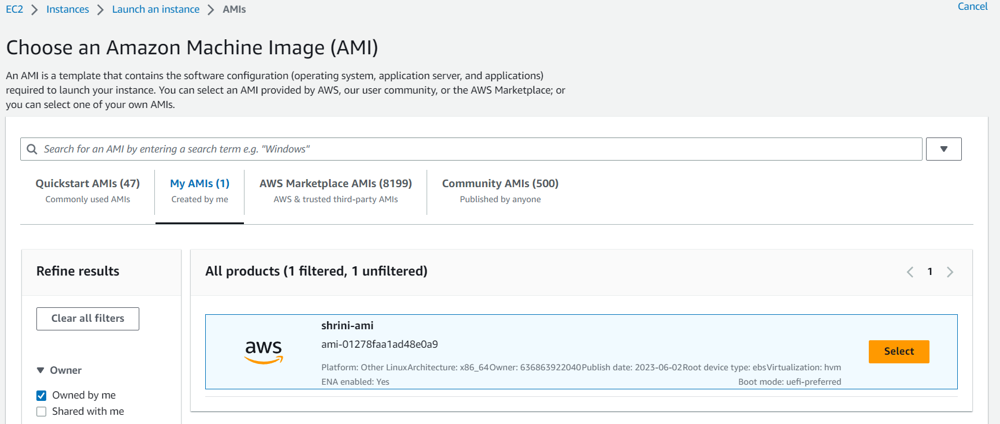 EC2 Instances Launch an instance AMIs
Cancel
Choose an Amazon Machine Image (AMI)
An AMI is a template that contains the software configuration (operating system, application server, and applications)
required to launch your instance. You can select an AMI provided by AWS, our user community, or the AWS Marketplace; or
you can select one of your own AMIs.
Search for an AMI by entering a search term e.g. "Windows"
Quickstart AMIs (47)
Commonly used AMIs
My AMIs (1)
Created by me
AWS Marketplace AMIs (8199)
AWS & trusted third-party AMIs
Community AMIs (500)
Published by anyone
Refine results
Clear all filters
Owner
Owned by me
Shared with me
All products (1 filtered, 1 unfiltered)
1
aws
shrini-ami
ami-01278faa1ad48e0a9
Platform: Other LinuxArchitecture: x86_64Owner: 636863922040Publish date: 2023-06-02Root device type: ebsVirtualization: hvm
ENA enabled: Yes Boot mode: uefi-preferred
Select